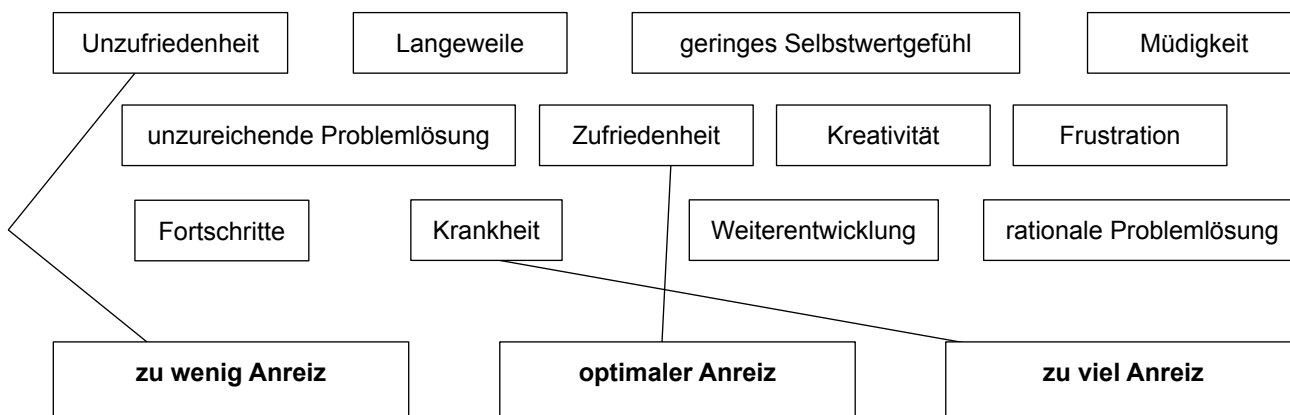 Unzufriedenheit Langeweile geringes Selbstwertgefühl Müdigkeit
unzureichende Problemlösung Zufriedenheit Kreativität Frustration
Fortschritte Krankheit Weiterentwicklung rationale Problemlösung
zu wenig Anreiz optimaler Anreiz zu viel Anreiz